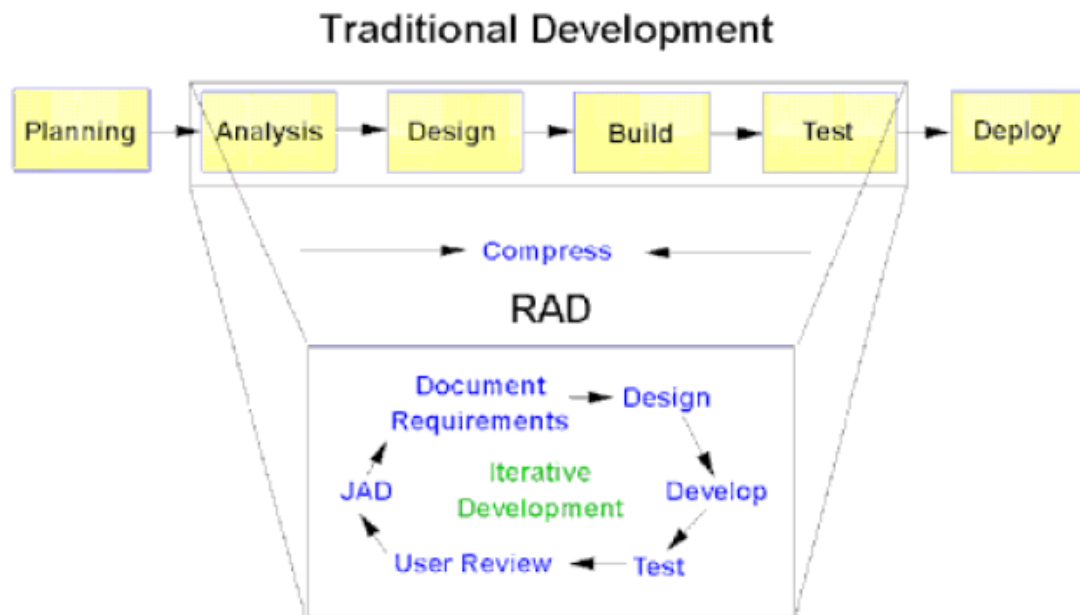 Traditional Development
Planning
Analysis
Design
Build
Test
Deploy
Compress
RAD
Document
Requirements
Design
Iterative
Development
JAD
Develop
User Review
Test